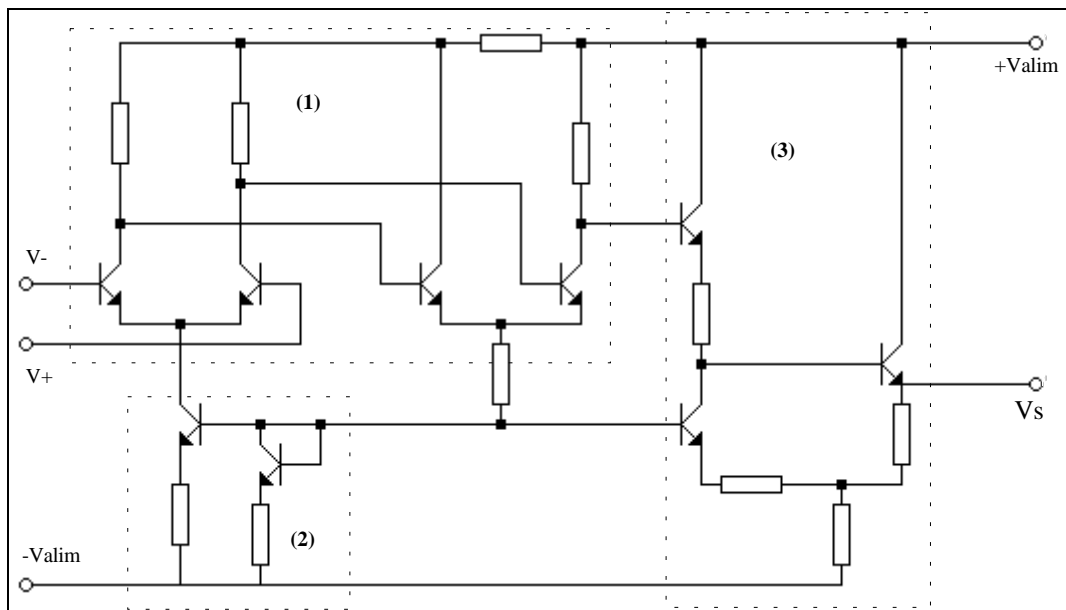 +Valim
(1)
(3)
V-
V+
Vs
(2)
-Valim